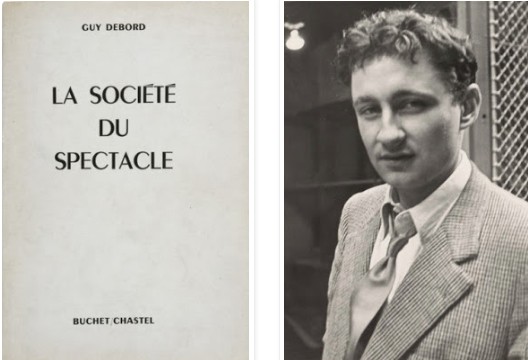 GUY DEBORD
LA SOCIÉTÉ
DU
SPECTACLE
BUCHET/CHASTEL